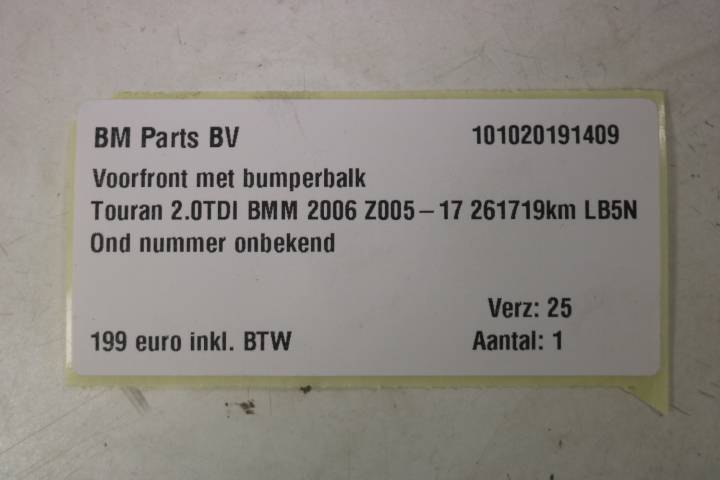 BM Parts BV 101020191409
Voorfront met bumperbalk
Touran 2.0TDI BMM 2006 Z005-17 261719km LB5N
Ond nummer onbekend
Verz: 25
199 euro inkl. BTW Aantal: 1